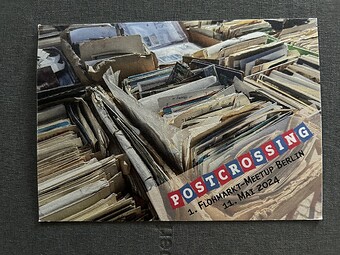 POSTCROSSING
1. FLOHMARKT-MEETUP BERLIN
11. MAI 2024